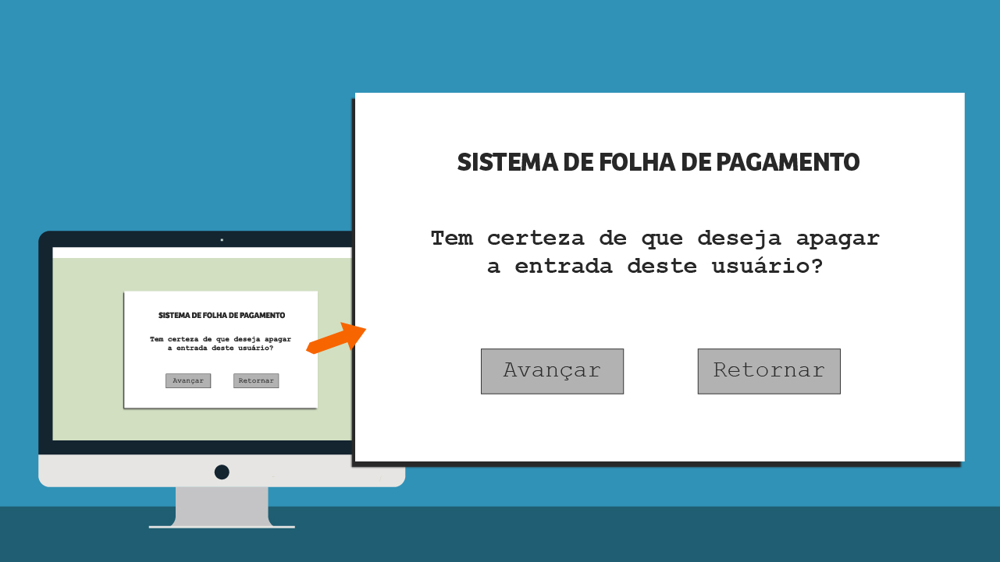 SISTEMA DE FOLHA DE PAGAMENTO
Tem certeza de que deseja apagar
a entrada deste usuário?
Avançar Retornar
SISTEMA DE FOLHA DE PAGAMENTO
Tem certeza de que deseja apagar
a entrada deste usuário?
Avançar Retornar